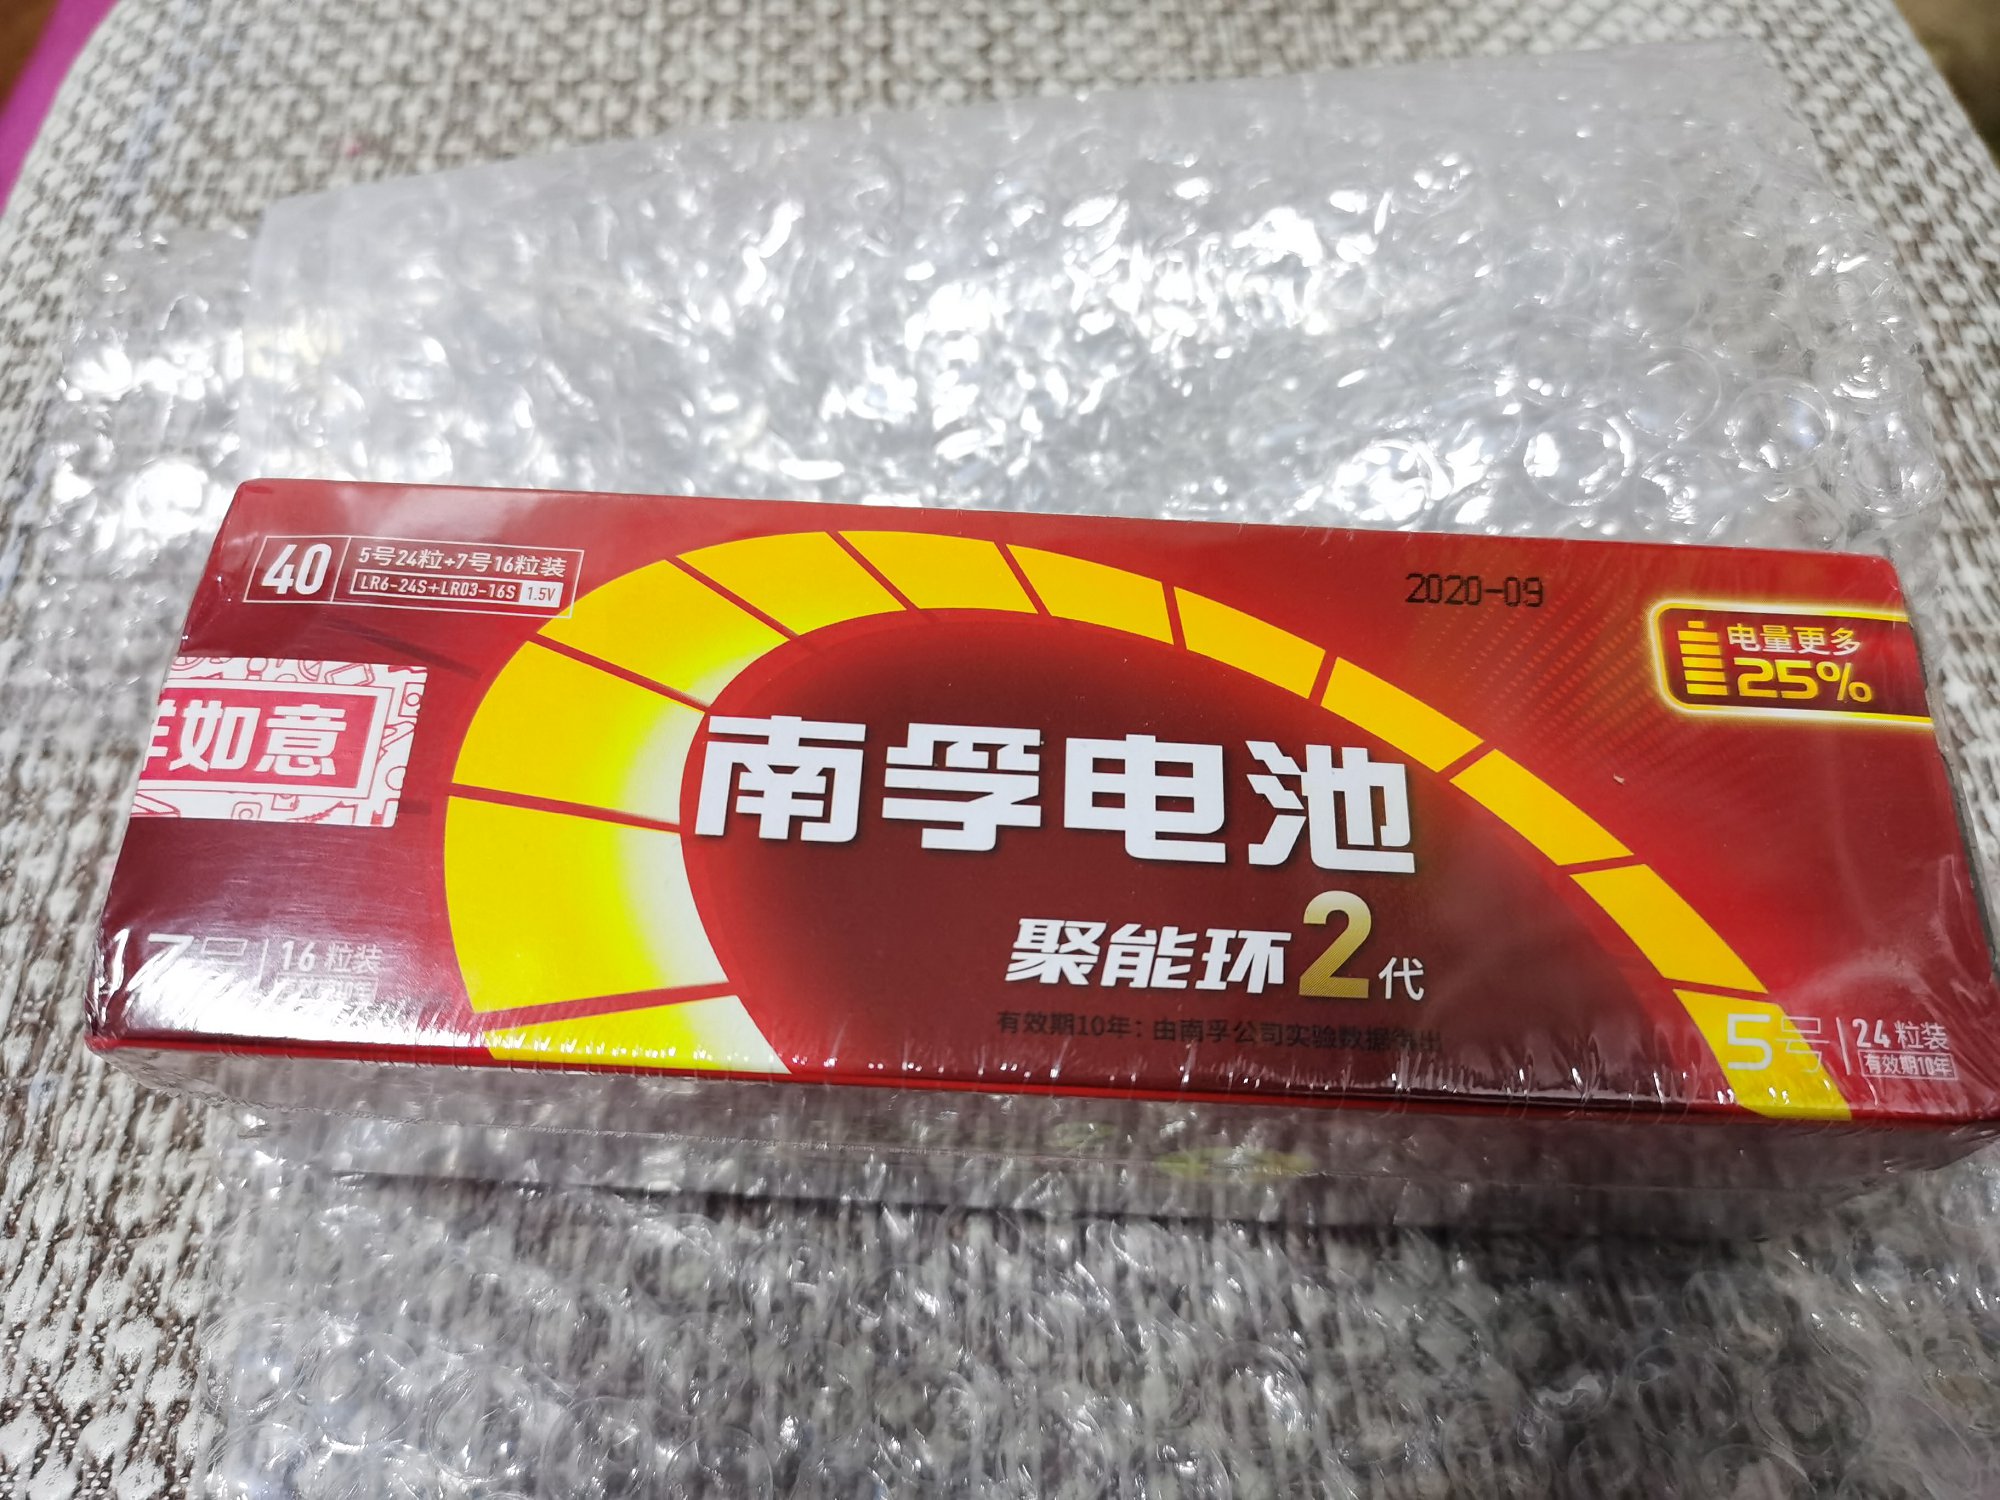 40
5号24粒+7号16粒装
LR6-24S+LR03-16S 1.5V
2020-09
电量更多
25%
如意
南孚电池
聚能环2代
有效期10年：由南孚公司实验数据
7号
16粒装
5号
24粒装
有效期10年